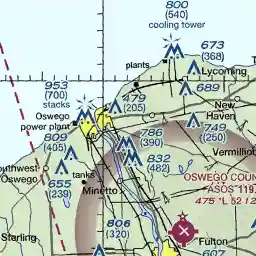 800
(540)
cooling tower
673
(368)
plants
Lycoming
953
(700)
stacks
479
(205)
689
Oswego
power plant
New
Haven
809
(405)
786
(390)
749
(250)
832
(482)
Vermillio
outhwest
Oswego
655
(239)
tanks
Minetto
OSWEGO COUN
ASOS 119.
475 L 52 12
806
(320)
Starling
Fulton
607